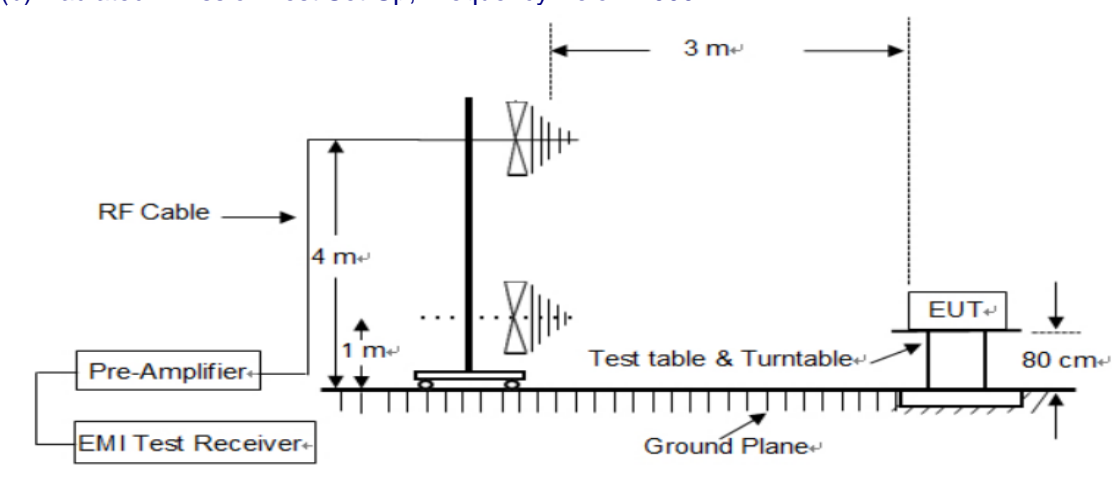 3 m↵
RF Cable
4 m↵
1 m↵
EUT↵
Test table & Turntable↵
80 cm↵
Pre-Amplifier↵
EMI Test Receiver↵
Ground Plane↵